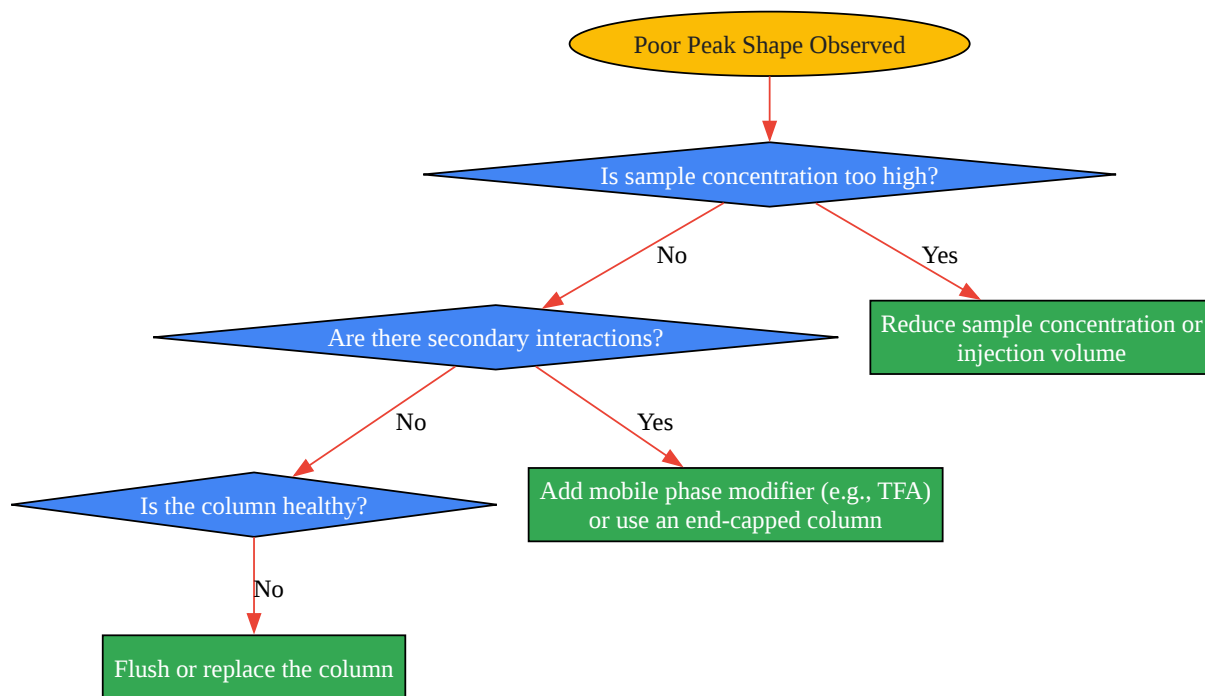 Poor Peak Shape Observed
Is sample concentration too high?
No
Yes
Reduce sample concentration or
injection volume
Are there secondary interactions?
No
Yes
Add mobile phase modifier (e.g., TFA)
or use an end-capped column
Is the column healthy?
No
Flush or replace the column